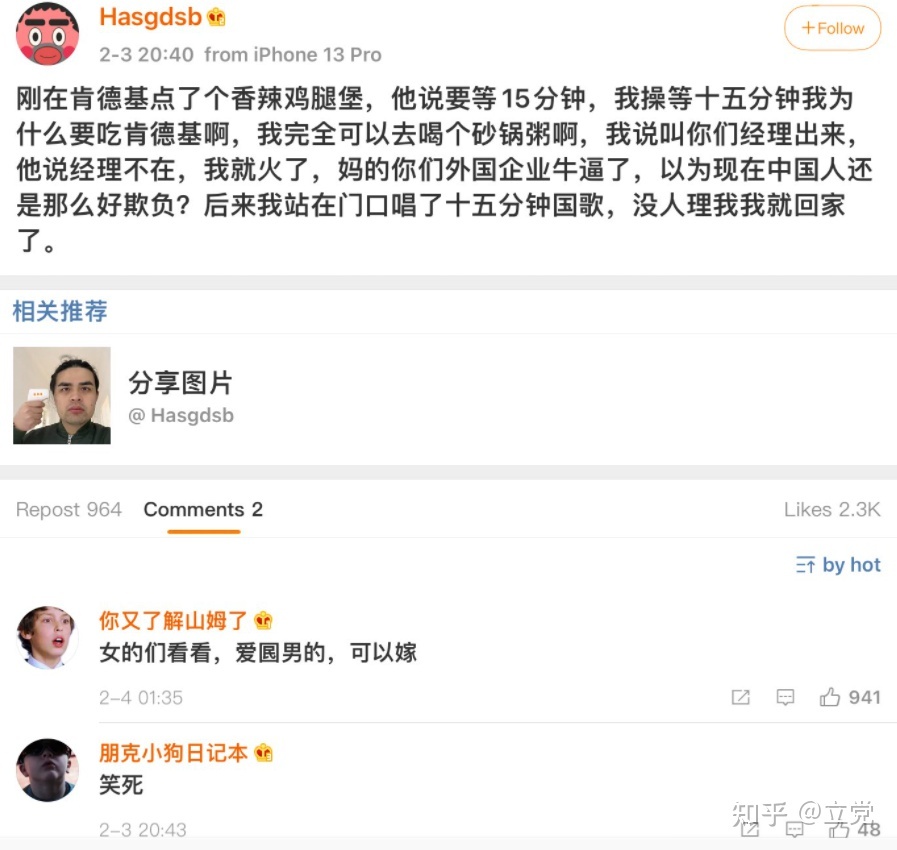 Hasgdsb
+Follow
2-3 20:40 from iPhone 13 Pro
刚在肯德基点了个香辣鸡腿堡，他说要等15分钟，我操等十五分钟我为
什么要吃肯德基啊，我完全可以去喝个砂锅粥啊，我说叫你们经理出来，
他说经理不在，我就火了，妈的你们外国企业牛逼了，以为现在中国人还
是那么好欺负？后来我站在门口唱了十五分钟国歌，没人理我我就回家
了。
相关推荐
分享图片
@ Hasgdsb
Repost 964 Comments 2 Likes 2.3K
by hot
你又了解山姆了
女的们看看，爱圆男的，可以嫁
2-4 01:35 941
朋克小狗日记本
笑死
2-3 20:43 48
知乎 @立党